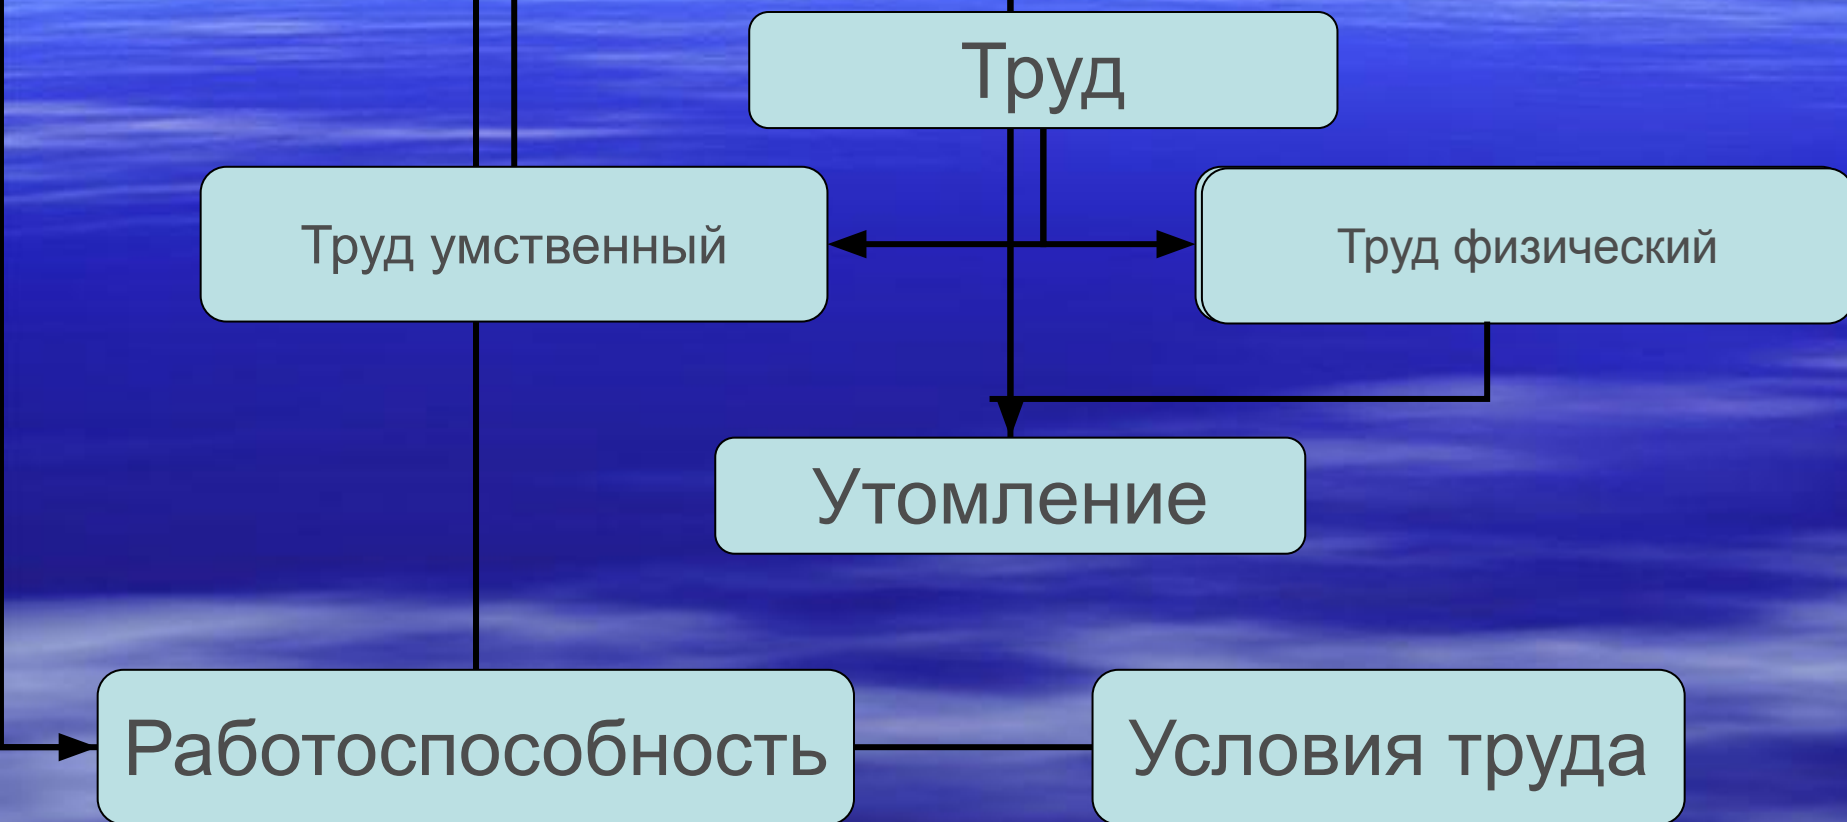 Труд
Труд умственный
Труд физический
Утомление
Работоспособность
Условия труда